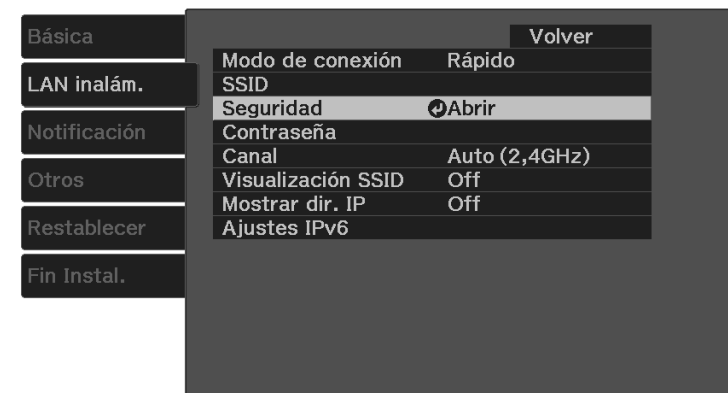 Básica
LAN inalám.
Notificación
Otros
Restablecer
Fin Instal.
Volver
Modo de conexión Rápido
SSID
Seguridad Abrir
Contraseña
Canal Auto (2,4GHz)
Visualización SSID Off
Mostrar dir. IP Off
Ajustes IPv6